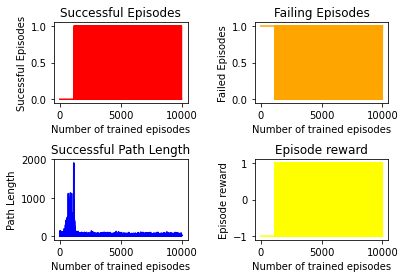 Successful Episodes
Sucessful Episodes
1.0
0.5
0.0
0
5000
10000
Number of trained episodes
Failing Episodes
Failed Episodes
1.0
0.5
0.0
0
5000
10000
Number of trained episodes
Successful Path Length
Path Length
2000
1000
0
0
5000
10000
Number of trained episodes
Episode reward
Episode reward
1
0
−1
0
5000
10000
Number of trained episodes